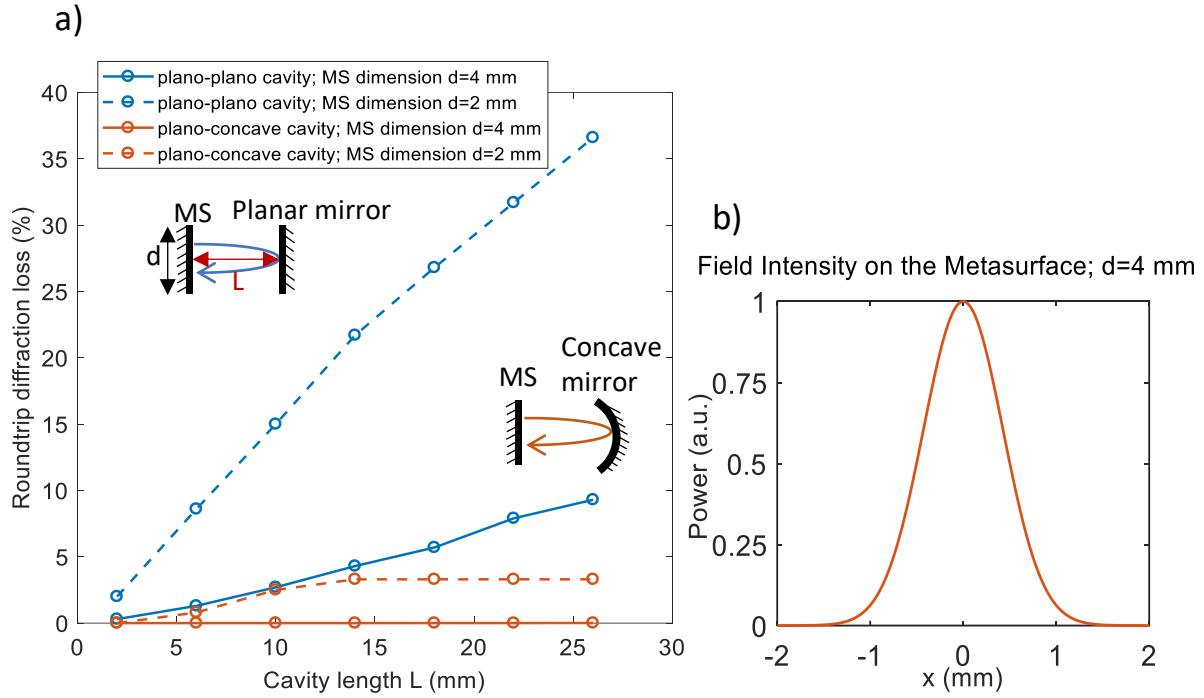 a)
plano-plano cavity; MS dimension d=4 mm
plano-plano cavity; MS dimension d=2 mm
plano-concave cavity; MS dimension d=4 mm
plano-concave cavity; MS dimension d=2 mm
40
35
30
25
20
15
10
5
0
0 5 10 15 20 25 30
Roundtrip diffraction loss (%)
Cavity length L (mm)
MS Planar mirror
d
L
MS
Concave
mirror
b)
Field Intensity on the Metasurface; d=4 mm
1
0.75
0.5
0.25
0
Power (a.u.)
-2 -1 0 1 2
x (mm)